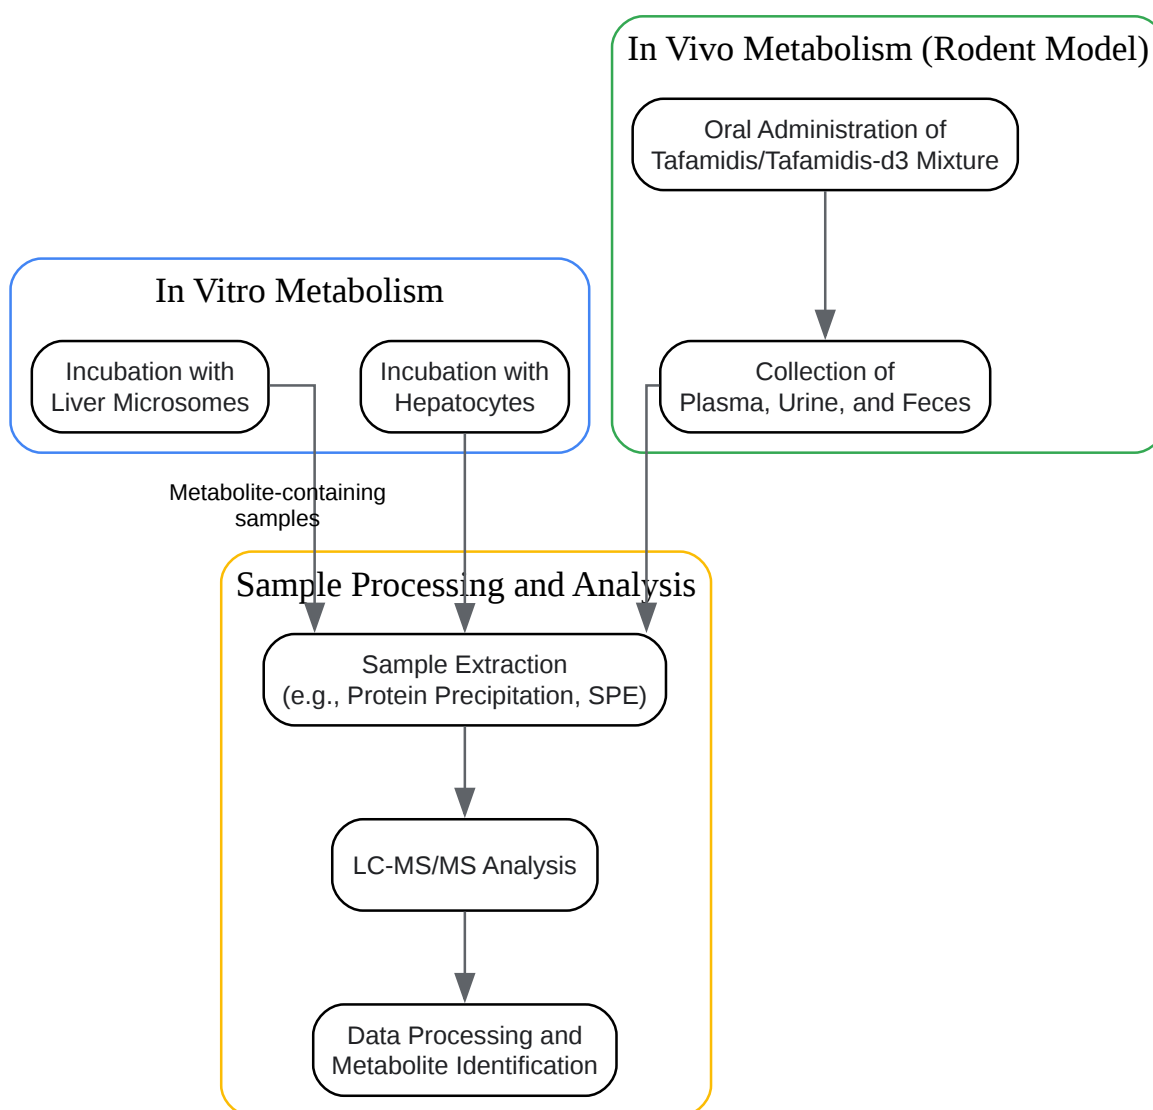 In Vivo Metabolism (Rodent Model)
Oral Administration of
Tafamidis/Tafamidis-d3 Mixture
In Vitro Metabolism
Incubation with
Liver Microsomes
Incubation with
Hepatocytes
Collection of
Plasma, Urine, and Feces
Metabolite-containing
samples
Sample Processing and Analysis
Sample Extraction
(e.g., Protein Precipitation, SPE)
LC-MS/MS Analysis
Data Processing and
Metabolite Identification